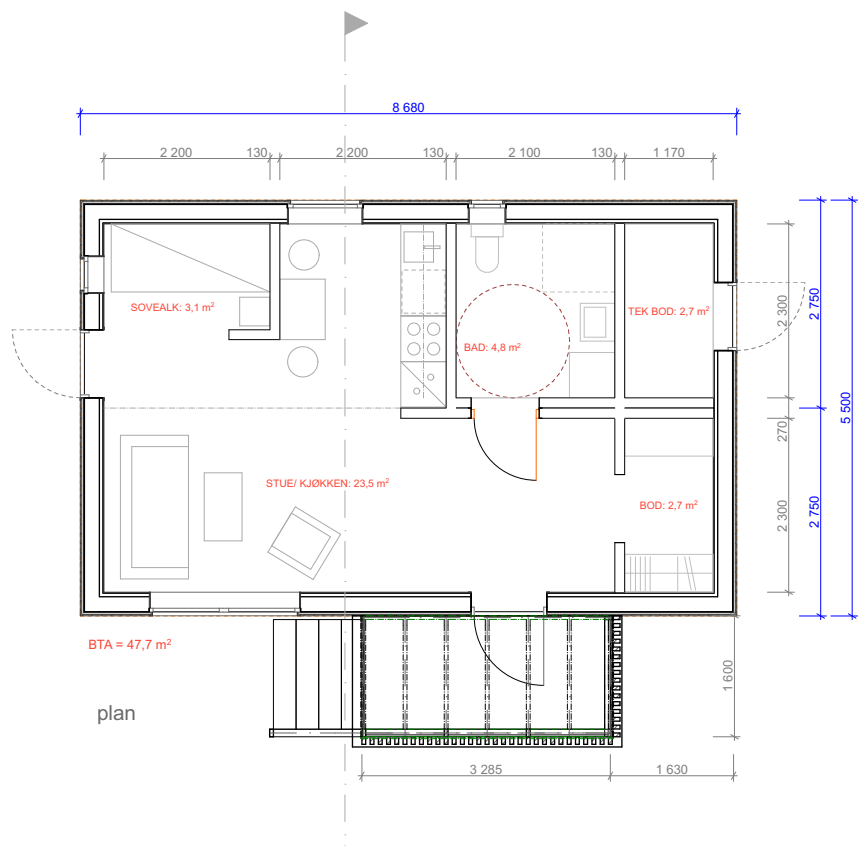 8 680
2 200 130 2 200 130 2 100 130 1 170
SOVEALK: 3,1 m²
TEK BOD: 2,7 m²
BAD: 4,8 m²
2 300
2 750
5 500
270
STUE/ KJØKKEN: 23,5 m²
BOD: 2,7 m²
2 300
2 750
BTA = 47,7 m²
1 600
plan
3 285 1 630